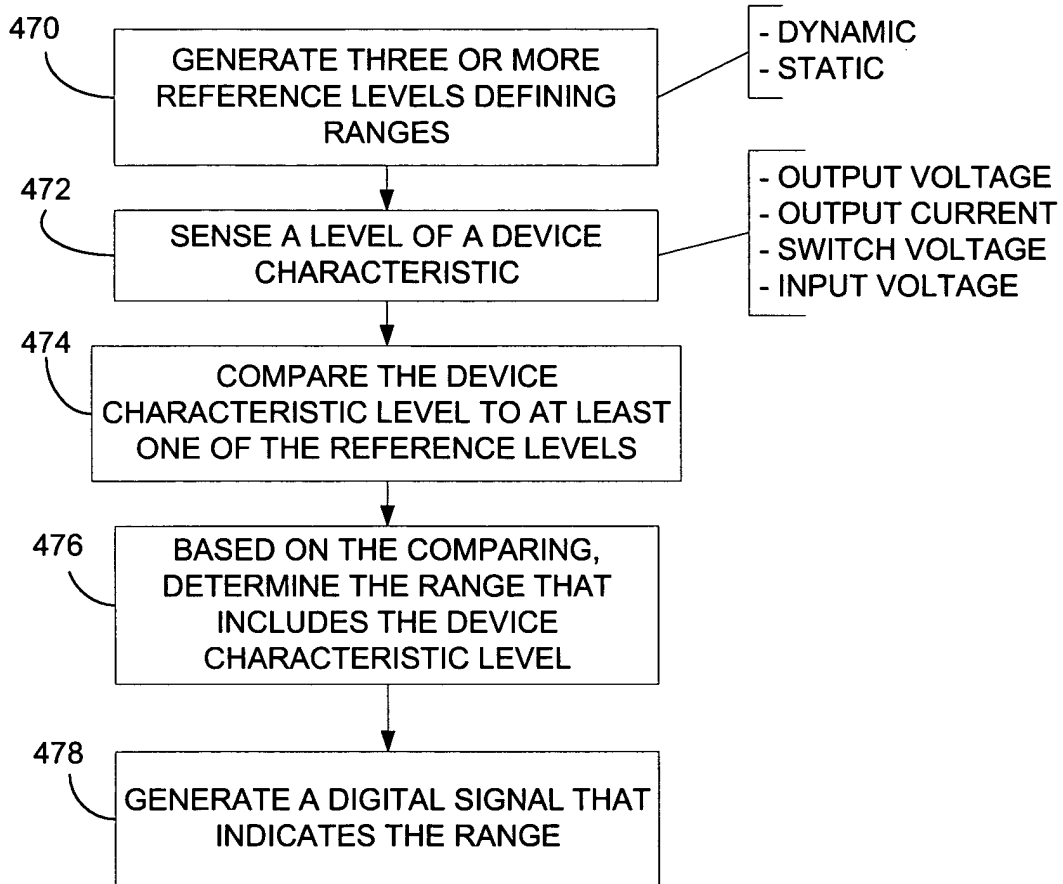 470
GENERATE THREE OR MORE
REFERENCE LEVELS DEFINING
RANGES
- DYNAMIC
- STATIC
472
SENSE A LEVEL OF A DEVICE
CHARACTERISTIC
- OUTPUT VOLTAGE
- OUTPUT CURRENT
- SWITCH VOLTAGE
- INPUT VOLTAGE
474
COMPARE THE DEVICE
CHARACTERISTIC LEVEL TO AT LEAST
ONE OF THE REFERENCE LEVELS
476
BASED ON THE COMPARING,
DETERMINE THE RANGE THAT
INCLUDES THE DEVICE
CHARACTERISTIC LEVEL
478
GENERATE A DIGITAL SIGNAL THAT
INDICATES THE RANGE